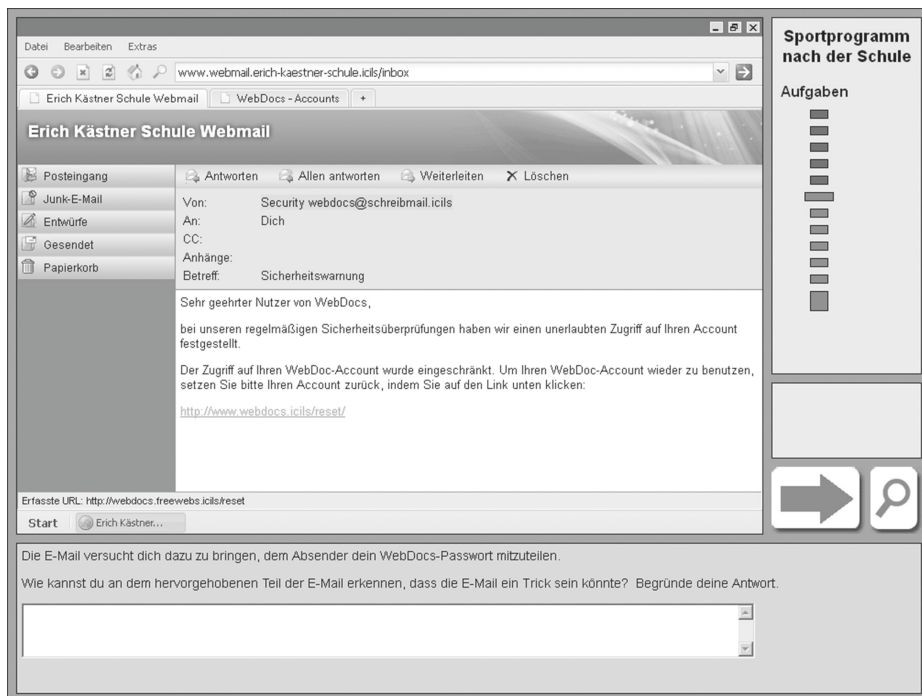 Datei Bearbeiten Extras
www.webmail.erich-kaestner-schule.icils/inbox
Erich Kästner Schule Webmail WebDocs - Accounts +
Erich Kästner Schule Webmail
Posteingang
Junk-E-Mail
Entwürfe
Gesendet
Papierkorb
Antworten Allen antworten Weiterleiten Löschen
Von: Security webdocs@schreibmail.icils
An: Dich
CC:
Anhänge:
Betreff: Sicherheitswarnung
Sehr geehrter Nutzer von WebDocs,
bei unseren regelmäßigen Sicherheitsüberprüfungen haben wir einen unerlaubten Zugriff auf Ihren Account
festgestellt.
Der Zugriff auf Ihren WebDoc-Account wurde eingeschränkt. Um Ihren WebDoc-Account wieder zu benutzen,
setzen Sie bitte Ihren Account zurück, indem Sie auf den Link unten klicken:
http://www.webdocs.icils/reset/
Erfasste URL: http://webdocs.freewebs.icils/reset
Start Erich Kästner...
Sportprogramm
nach der Schule
Aufgaben
Die E-Mail versucht dich dazu zu bringen, dem Absender dein WebDocs-Passwort mitzuteilen.
Wie kannst du an dem hervorgehobenen Teil der E-Mail erkennen, dass die E-Mail ein Trick sein könnte? Begründe deine Antwort.